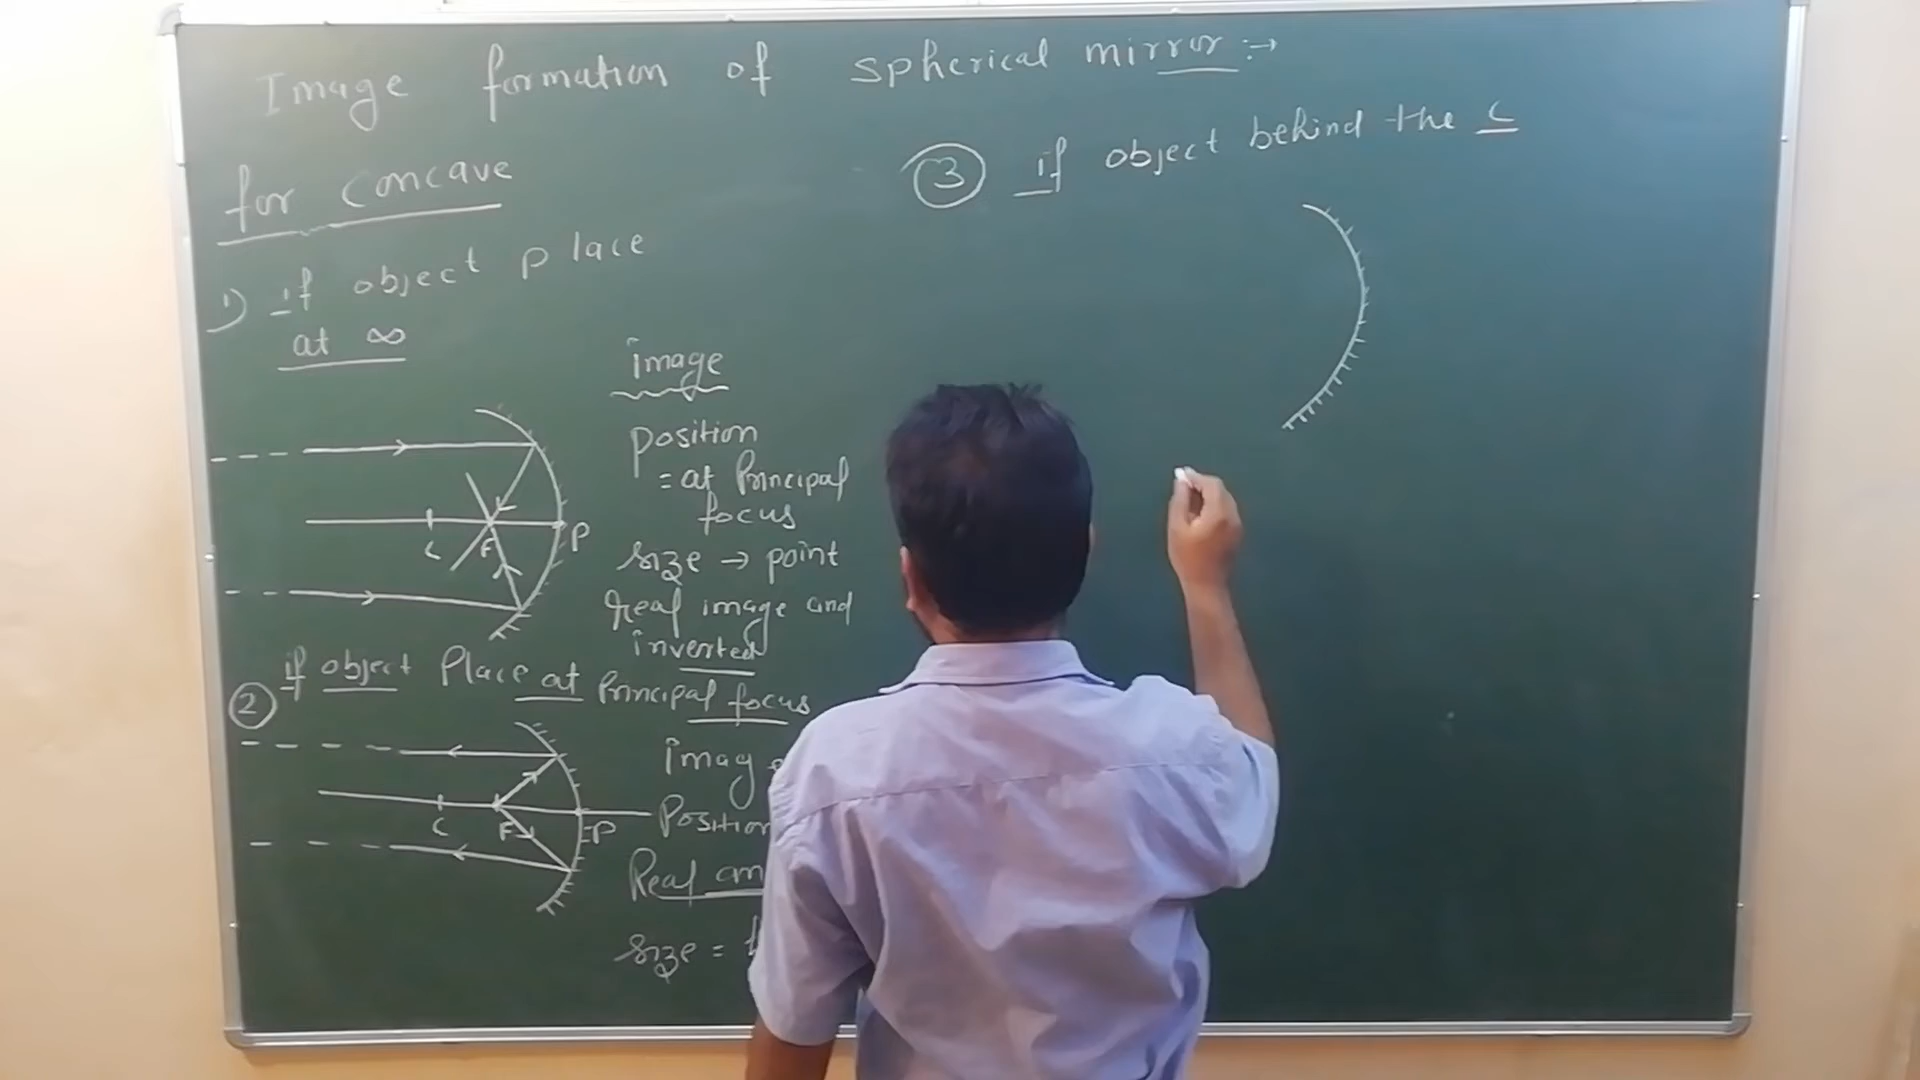 Image formation of spherical mirror :→
for concave
1) if object place
at ∞
C F P
image
position
= at Principal
focus
size → point
real image and
inverted
② if object Place at Principal focus
C F P
Image
Position
Real
size =
③ if object behind the C